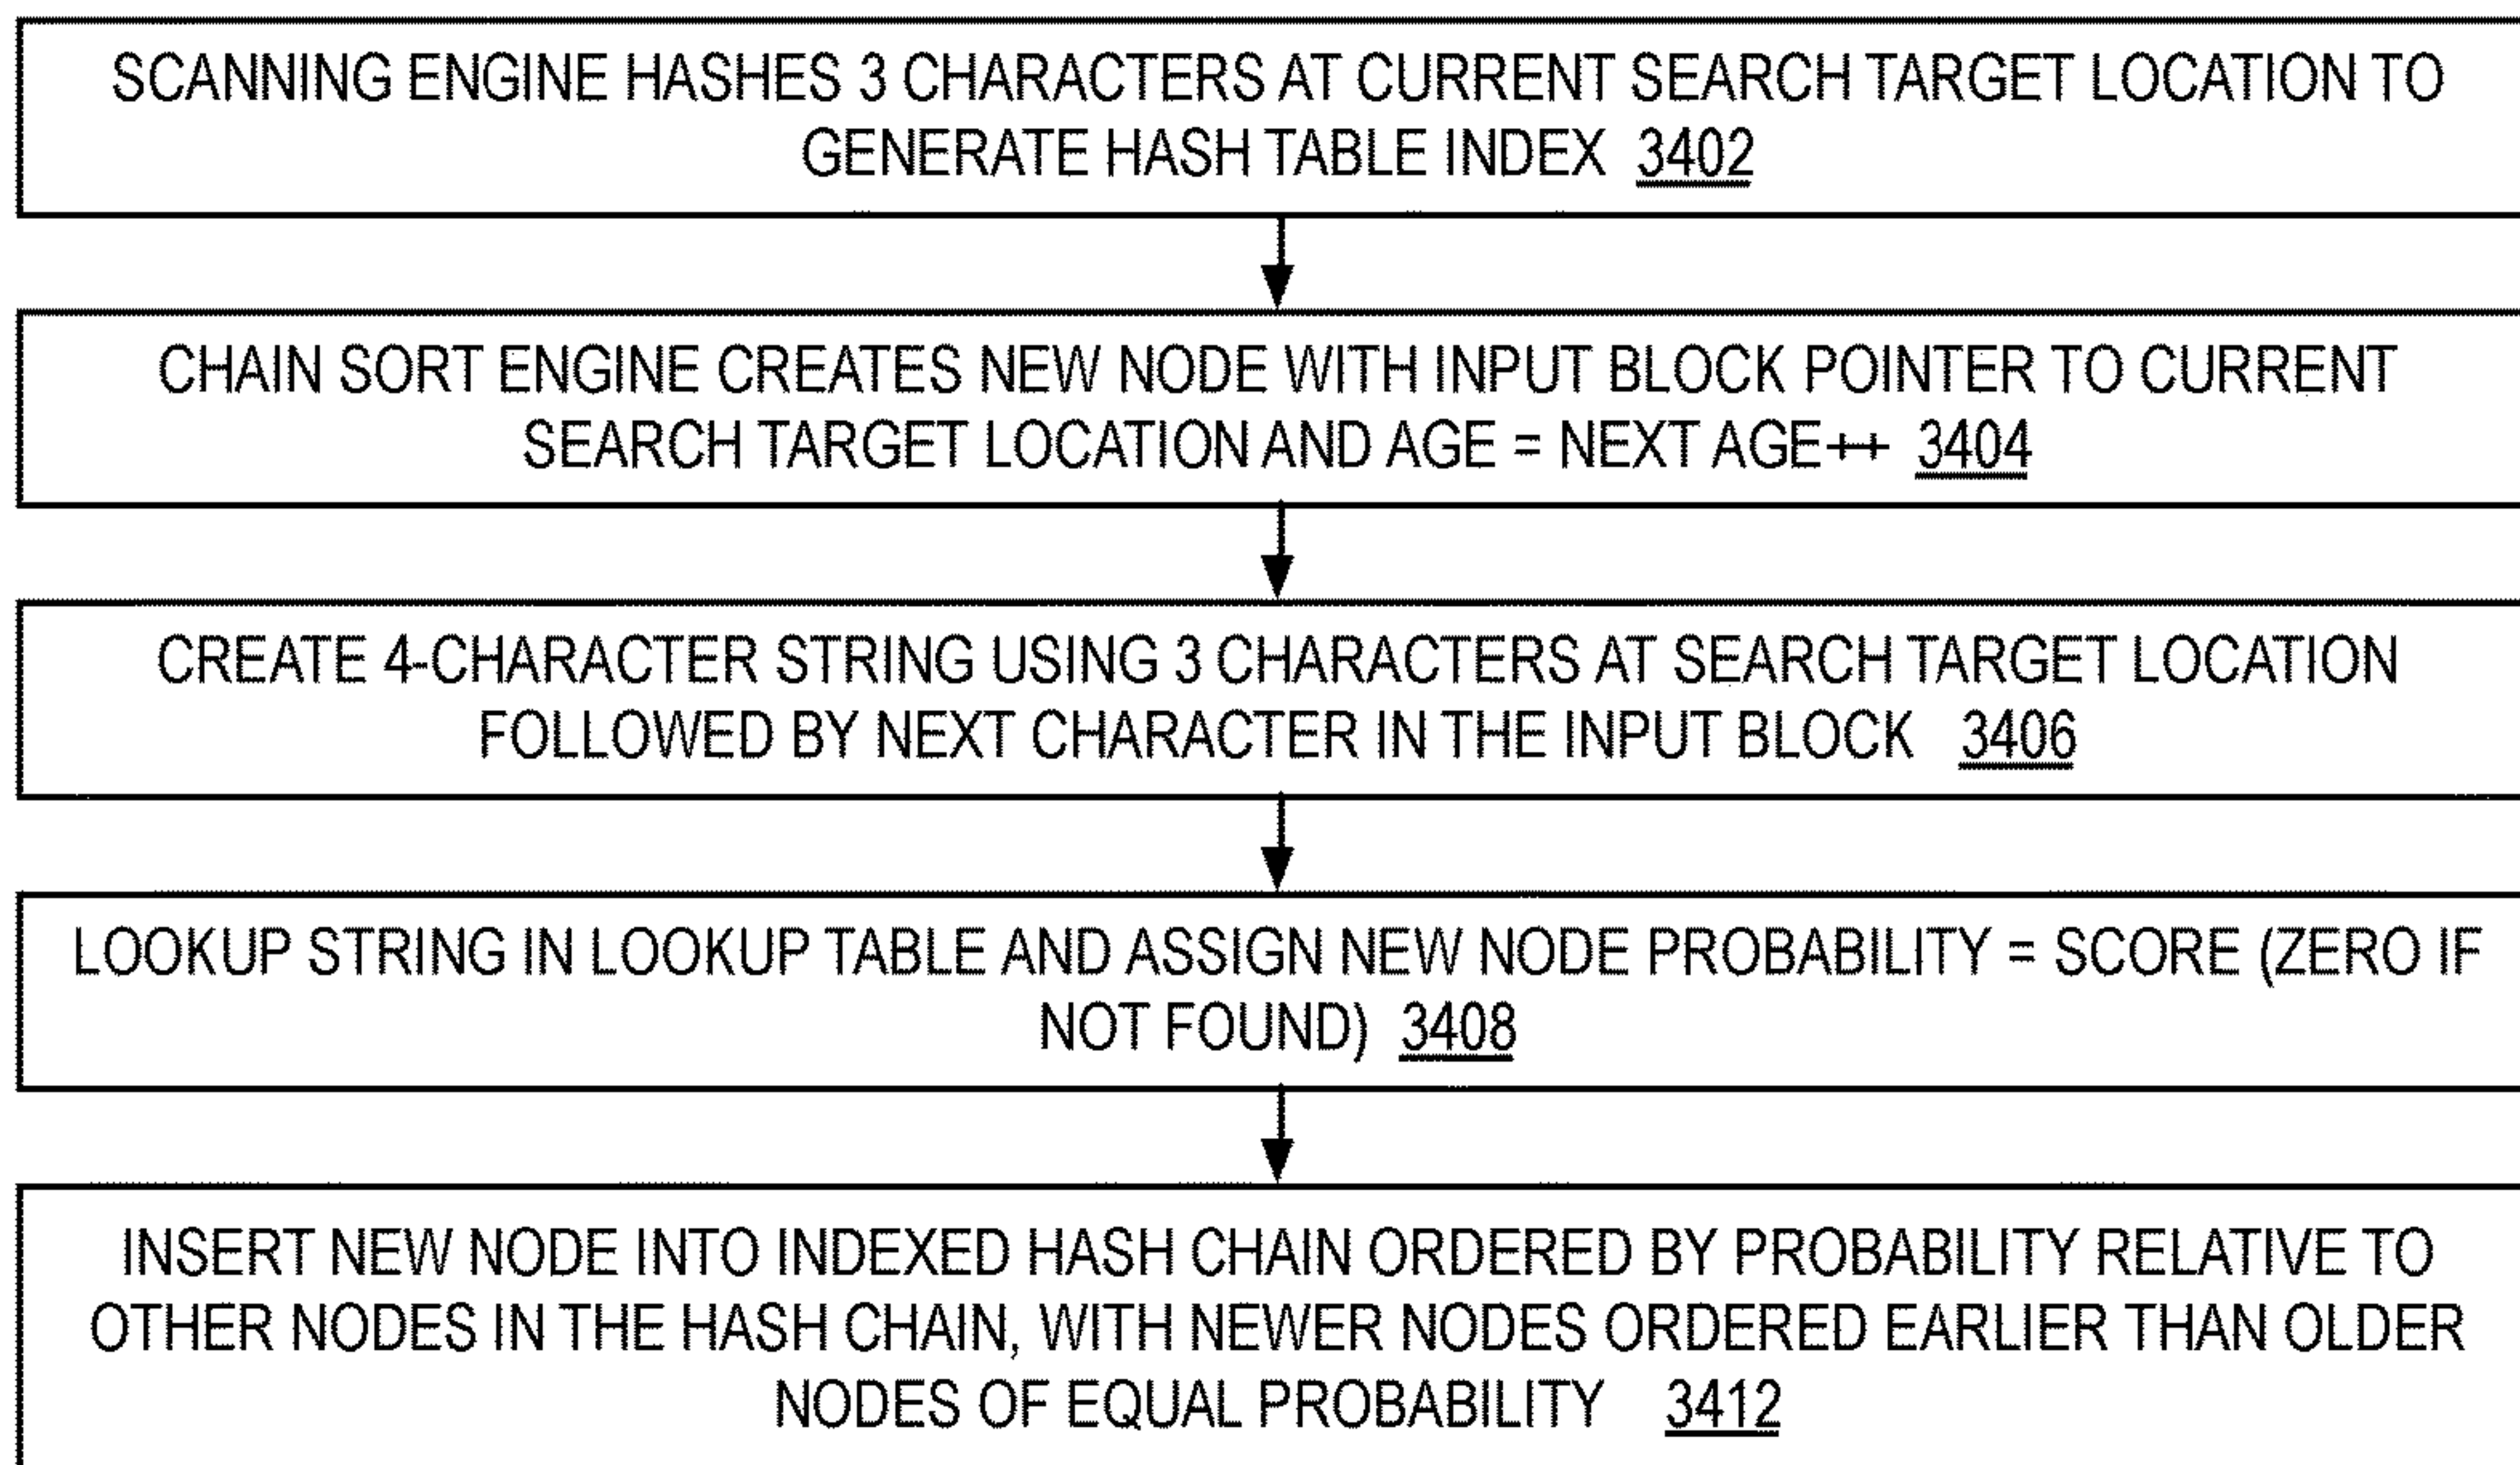 SCANNING ENGINE HASHES 3 CHARACTERS AT CURRENT SEARCH TARGET LOCATION TO
GENERATE HASH TABLE INDEX 3402
CHAIN SORT ENGINE CREATES NEW NODE WITH INPUT BLOCK POINTER TO CURRENT
SEARCH TARGET LOCATION AND AGE = NEXT AGE++ 3404
CREATE 4-CHARACTER STRING USING 3 CHARACTERS AT SEARCH TARGET LOCATION
FOLLOWED BY NEXT CHARACTER IN THE INPUT BLOCK 3406
LOOKUP STRING IN LOOKUP TABLE AND ASSIGN NEW NODE PROBABILITY = SCORE (ZERO IF
NOT FOUND) 3408
INSERT NEW NODE INTO INDEXED HASH CHAIN ORDERED BY PROBABILITY RELATIVE TO
OTHER NODES IN THE HASH CHAIN, WITH NEWER NODES ORDERED EARLIER THAN OLDER
NODES OF EQUAL PROBABILITY 3412